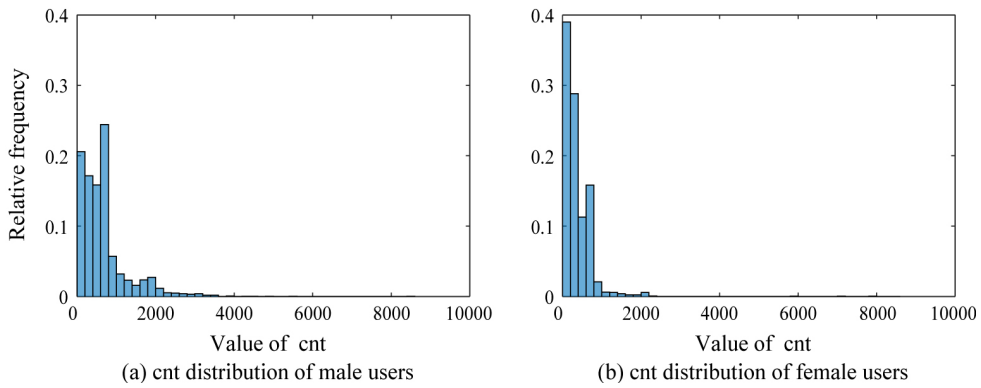 0.4
0.3
0.2
0.1
0
Relative frequency
0 2000 4000 6000 8000 10000
Value of cnt
(a) cnt distribution of male users
0.4
0.3
0.2
0.1
0
0 2000 4000 6000 8000 10000
Value of cnt
(b) cnt distribution of female users